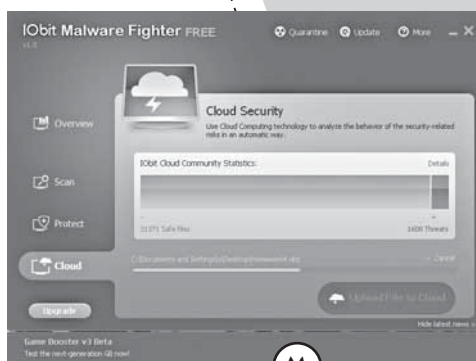 IObit Malware Fighter FREE
v1.0
Quarantine Update More
Overview
Scan
Protect
Cloud
Upgrade
Cloud Security
Use Cloud Computing technology to analyze the behavior of the security-related
risks in an automatic way.
IObit Cloud Community Statistics: Details
Safe files 1608 Threats
Cancel
Upload File to Cloud
Hide latest news
Game Booster v3 Beta
Test the next-generation GB now!